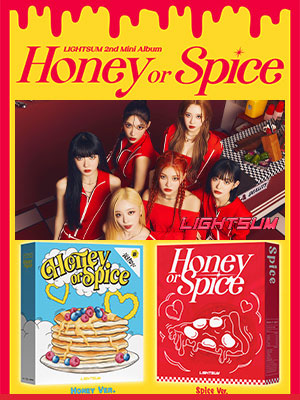 LIGHTSUM 2nd Mini Album
Honey or Spice
LIGHTSUM
Honey
or Spice
LIGHTSUM
Honey
or Spice
Spice
LIGHTSUM
Honey Ver.
Spice Ver.